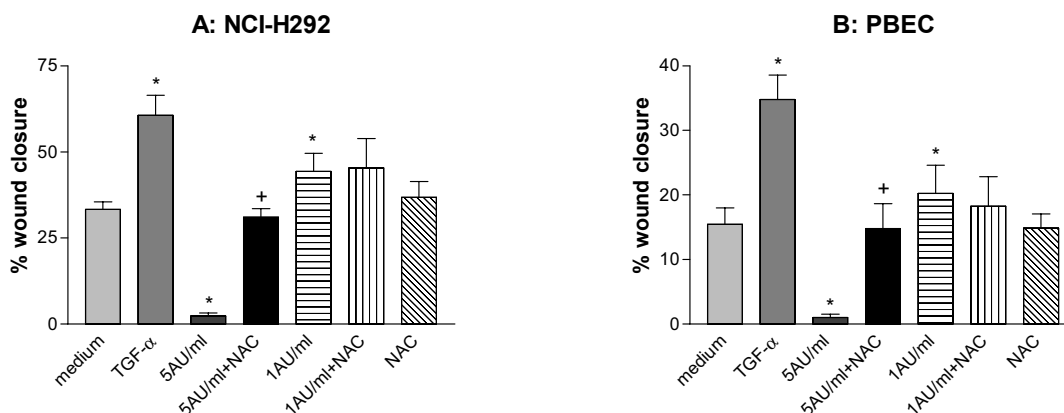 A: NCI-H292
% wound closure
75
50
25
0
*
*
+
*
medium
TGF-α
5AU/ml
5AU/ml+NAC
1AU/ml
1AU/ml+NAC
NAC
B: PBEC
% wound closure
40
30
20
10
0
*
*
+
*
medium
TGF-α
5AU/ml
5AU/ml+NAC
1AU/ml
1AU/ml+NAC
NAC